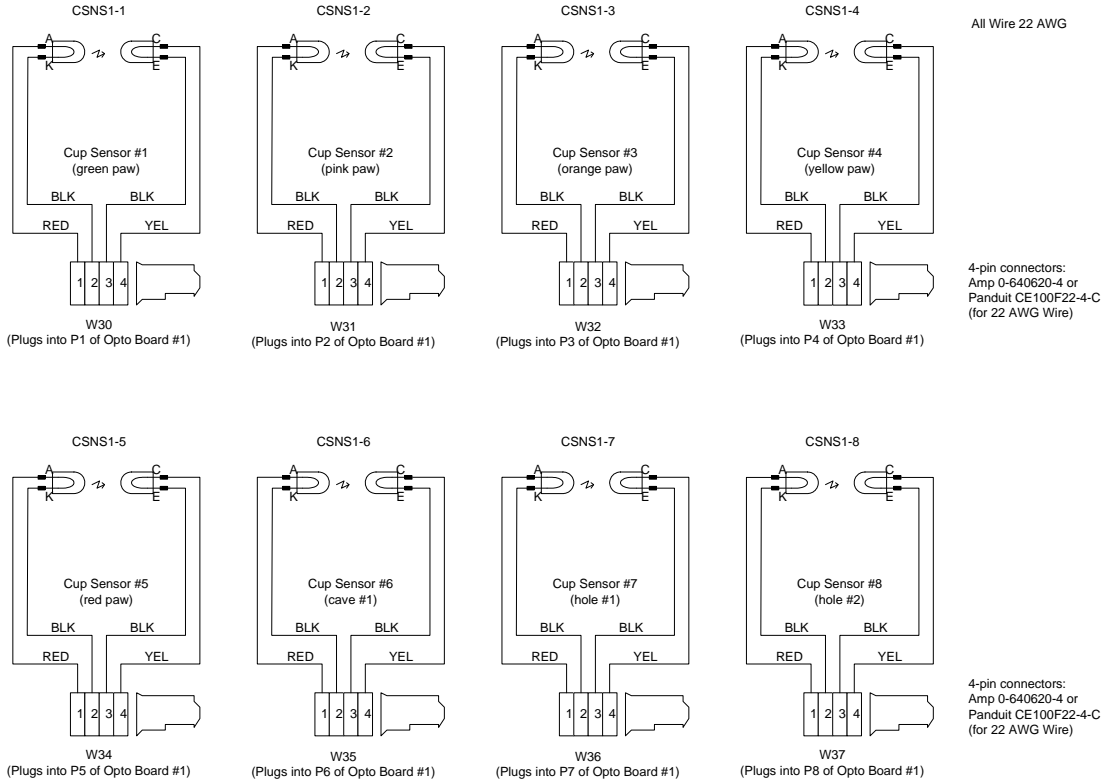 CSNS1-1
A
C
K
E
Cup Sensor #1
(green paw)
BLK
BLK
RED
YEL
1 2 3 4
W30
(Plugs into P1 of Opto Board #1)
CSNS1-2
A
C
K
E
Cup Sensor #2
(pink paw)
BLK
BLK
RED
YEL
1 2 3 4
W31
(Plugs into P2 of Opto Board #1)
CSNS1-3
A
C
K
E
Cup Sensor #3
(orange paw)
BLK
BLK
RED
YEL
1 2 3 4
W32
(Plugs into P3 of Opto Board #1)
CSNS1-4
A
C
K
E
Cup Sensor #4
(yellow paw)
BLK
BLK
RED
YEL
1 2 3 4
W33
(Plugs into P4 of Opto Board #1)
All Wire 22 AWG
4-pin connectors:
Amp 0-640620-4 or
Panduit CE100F22-4-C
(for 22 AWG Wire)
CSNS1-5
A
C
K
E
Cup Sensor #5
(red paw)
BLK
BLK
RED
YEL
1 2 3 4
W34
(Plugs into P5 of Opto Board #1)
CSNS1-6
A
C
K
E
Cup Sensor #6
(cave #1)
BLK
BLK
RED
YEL
1 2 3 4
W35
(Plugs into P6 of Opto Board #1)
CSNS1-7
A
C
K
E
Cup Sensor #7
(hole #1)
BLK
BLK
RED
YEL
1 2 3 4
W36
(Plugs into P7 of Opto Board #1)
CSNS1-8
A
C
K
E
Cup Sensor #8
(hole #2)
BLK
BLK
RED
YEL
1 2 3 4
W37
(Plugs into P8 of Opto Board #1)
4-pin connectors:
Amp 0-640620-4 or
Panduit CE100F22-4-C
(for 22 AWG Wire)